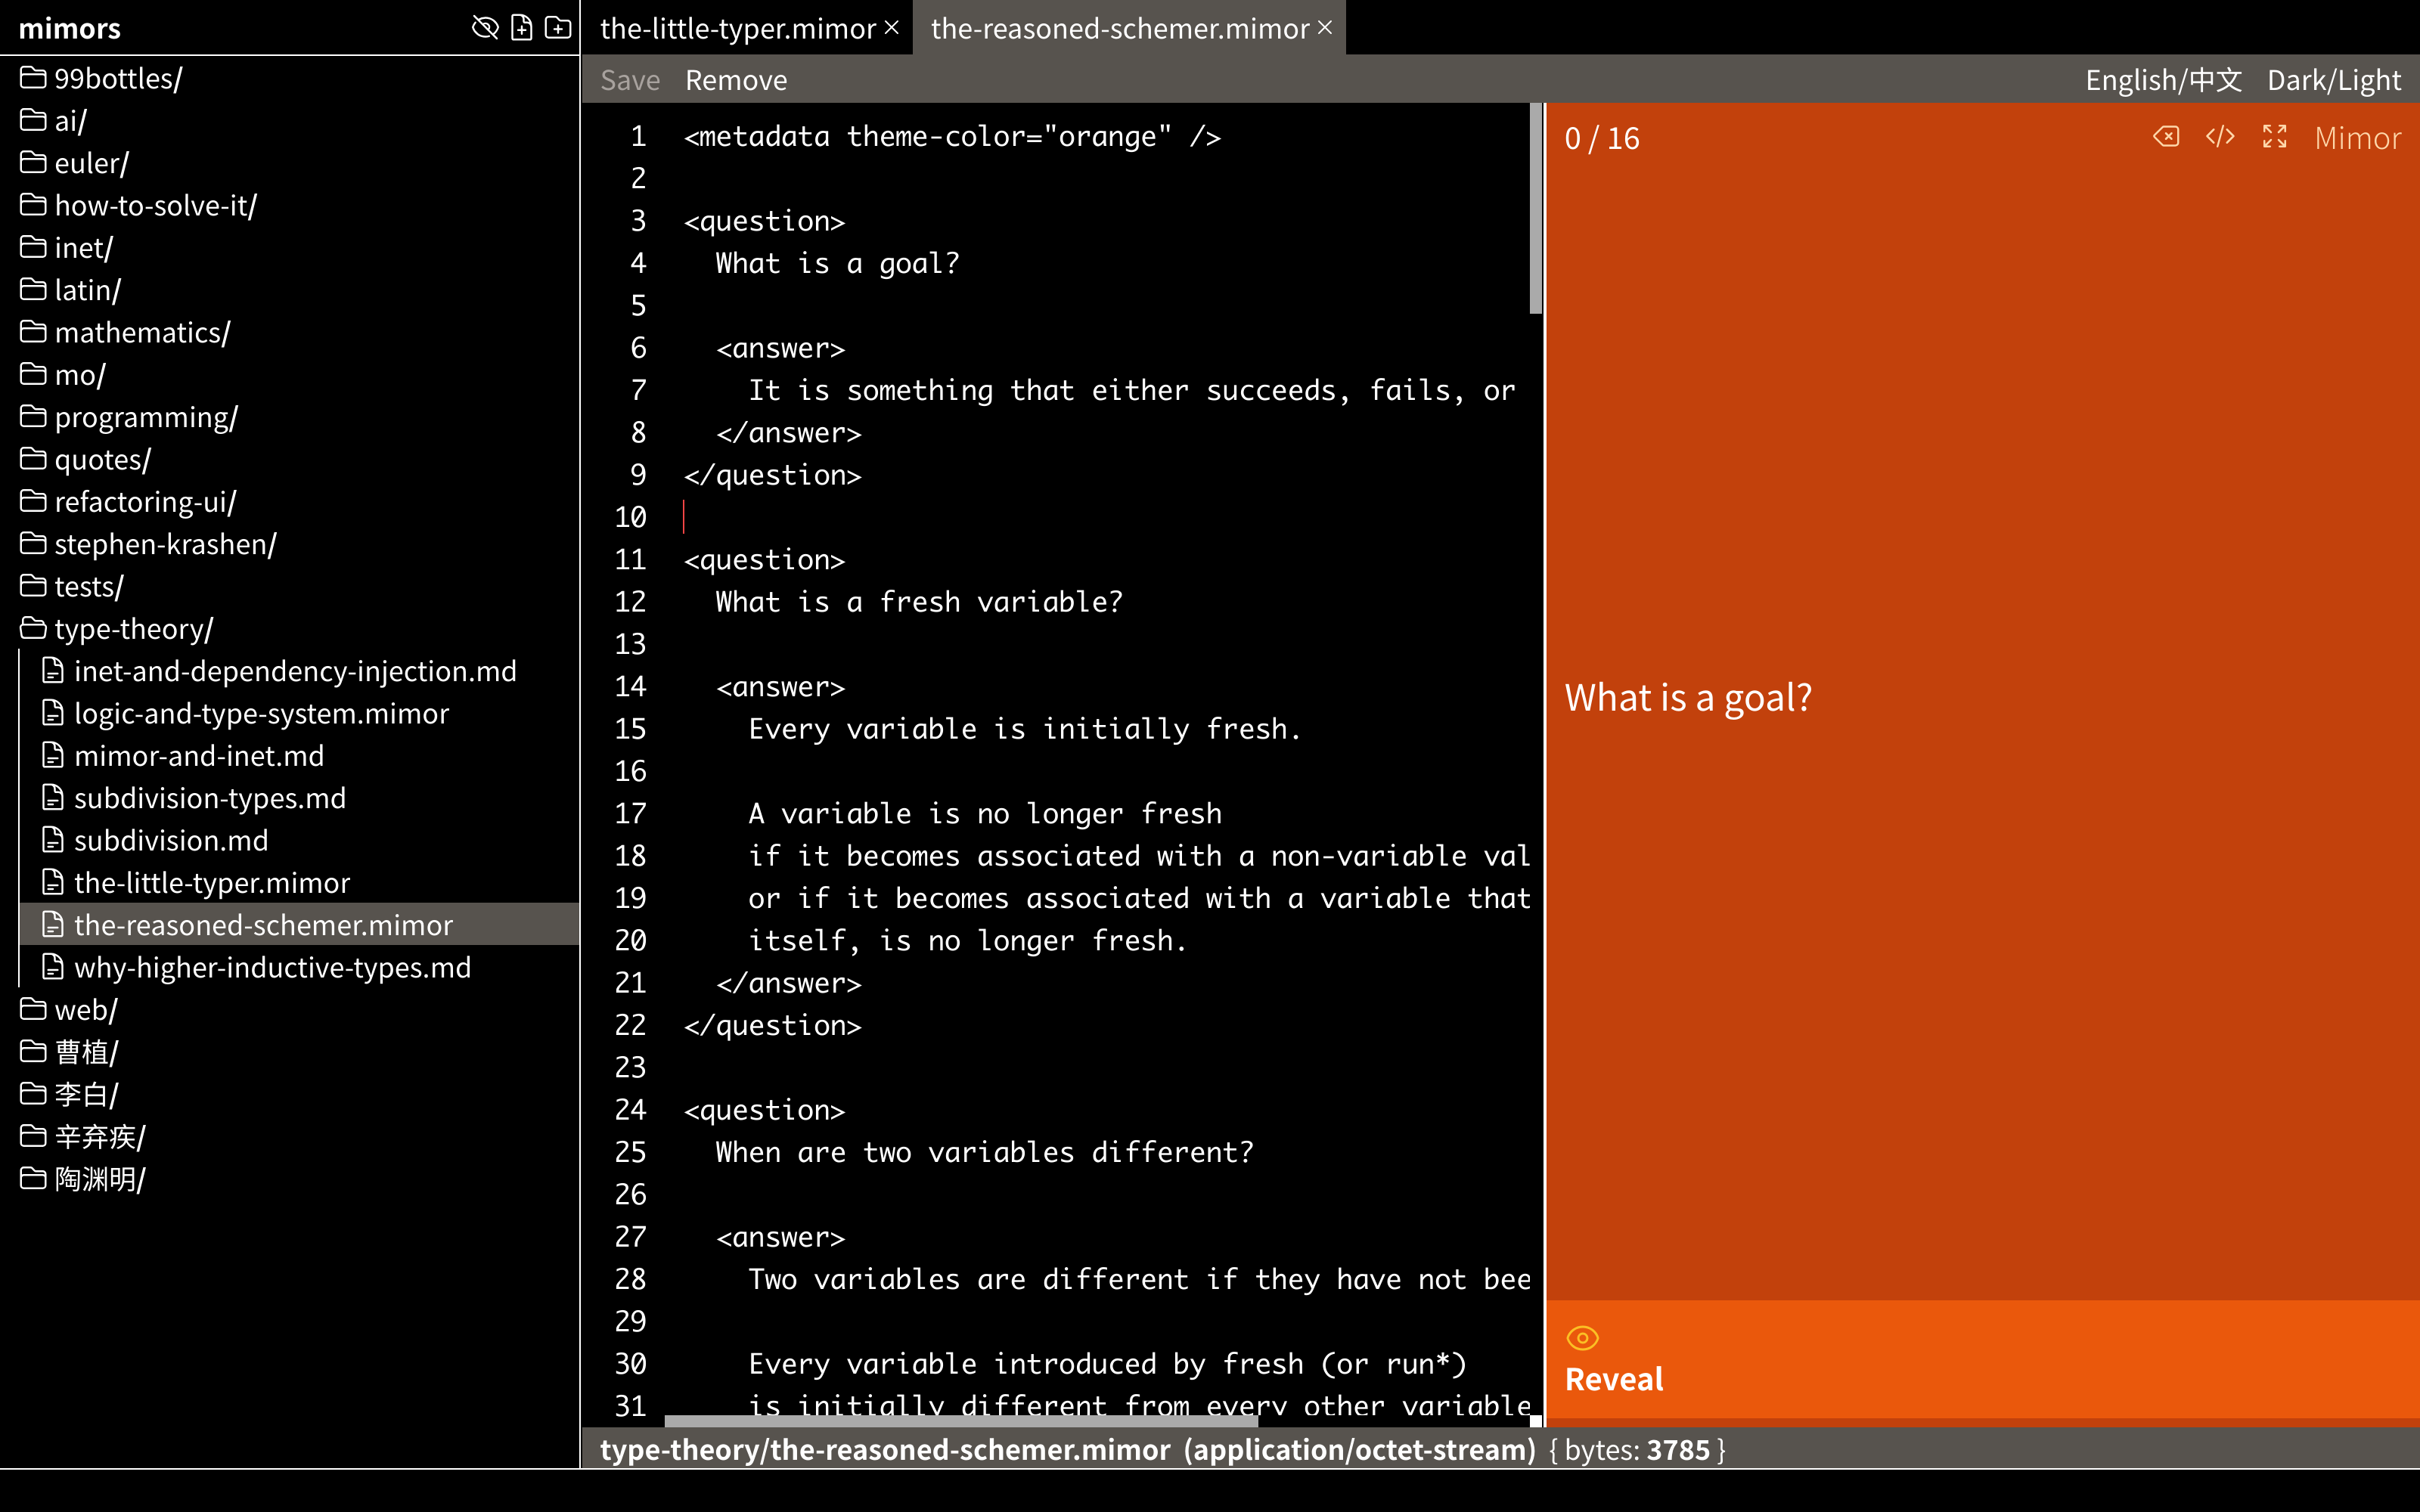 mimors
99bottles/
ai/
euler/
how-to-solve-it/
inet/
latin/
mathematics/
mo/
programming/
quotes/
refactoring-ui/
stephen-krashen/
tests/
type-theory/
inet-and-dependency-injection.md
logic-and-type-system.mimor
mimor-and-inet.md
subdivision-types.md
subdivision.md
the-little-typer.mimor
the-reasoned-schemer.mimor
why-higher-inductive-types.md
web/
曹植/
李白/
辛弃疾/
陶渊明/
the-little-typer.mimor the-reasoned-schemer.mimor
Save Remove English/中文 Dark/Light
1 <metadata theme-color="orange" />
2
3 <question>
4 What is a goal?
5
6 <answer>
7 It is something that either succeeds, fails, or
8 </answer>
9 </question>
10
11 <question>
12 What is a fresh variable?
13
14 <answer>
15 Every variable is initially fresh.
16
17 A variable is no longer fresh
18 if it becomes associated with a non-variable val
19 or if it becomes associated with a variable that
20 itself, is no longer fresh.
21 </answer>
22 </question>
23
24 <question>
25 When are two variables different?
26
27 <answer>
28 Two variables are different if they have not bee
29
30 Every variable introduced by fresh (or run*)
31 is initially different from every other variable
0 / 16 Mimor
What is a goal?
Reveal
type-theory/the-reasoned-schemer.mimor (application/octet-stream) { bytes: 3785 }